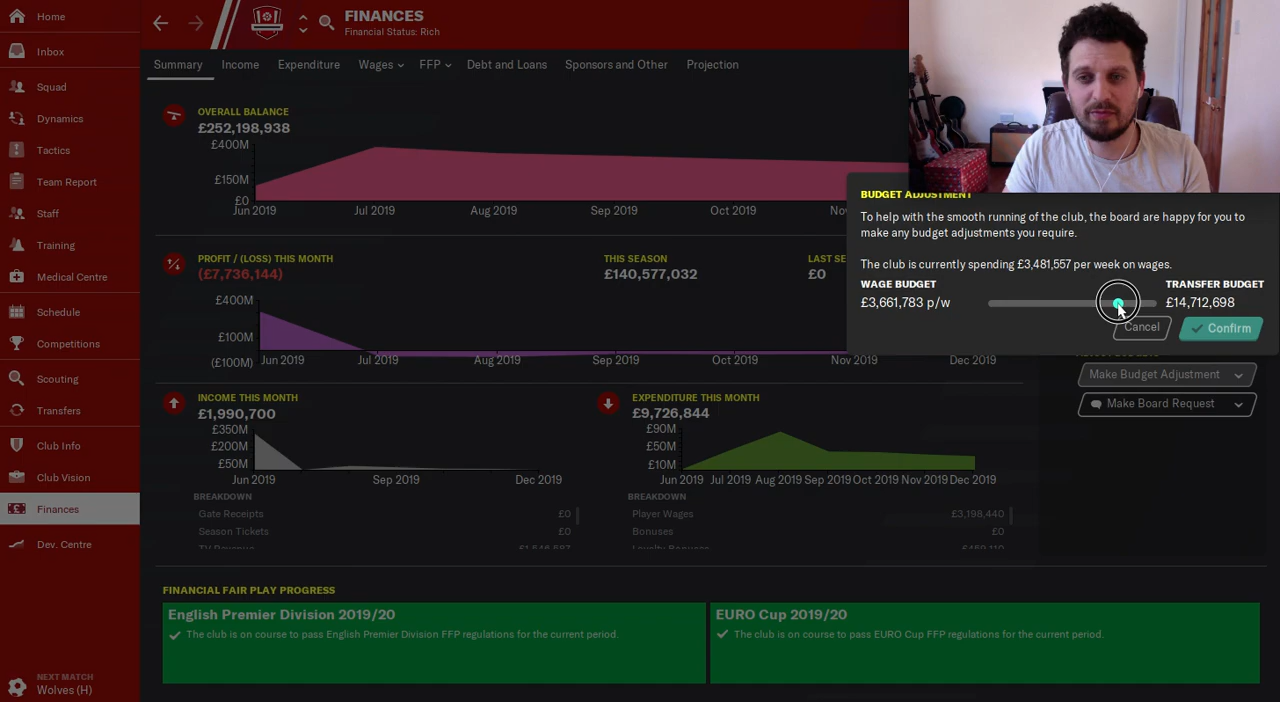 Home
Inbox
Squad
Dynamics
Tactics
Team Report
Staff
Training
Medical Centre
Schedule
Competitions
Scouting
Transfers
Club Info
Club Vision
Finances
Dev. Centre
NEXT MATCH
Wolves (H)
FINANCES
Financial Status: Rich
Summary Income Expenditure Wages FFP Debt and Loans Sponsors and Other Projection
OVERALL BALANCE
£252,198,938
£400M
£150M
£0
Jun 2019 Jul 2019 Aug 2019 Sep 2019 Oct 2019 Nov
PROFIT / (LOSS) THIS MONTH
(£7,736,144)
THIS SEASON
£140,577,032
LAST SE
£0
£400M
£100M
(£100M)
Jun 2019 Jul 2019 Aug 2019 Sep 2019 Oct 2019 Nov 2019 Dec 2019
INCOME THIS MONTH
£1,990,700
£350M
£200M
£50M
Jun 2019 Sep 2019 Dec 2019
BREAKDOWN
Gate Receipts £0
Season Tickets £0
TV Revenue £1,546,587
EXPENDITURE THIS MONTH
£9,726,844
£90M
£50M
£10M
Jun 2019 Jul 2019 Aug 2019 Sep 2019 Oct 2019 Nov 2019 Dec 2019
BREAKDOWN
Player Wages £3,198,440
Bonuses £0
Loyalty Bonuses
BUDGET ADJUSTMENT
To help with the smooth running of the club, the board are happy for you to
make any budget adjustments you require.
The club is currently spending £3,481,557 per week on wages.
WAGE BUDGET
£3,661,783 p/w
TRANSFER BUDGET
£14,712,698
Cancel
Confirm
Make Budget Adjustment
Make Board Request
FINANCIAL FAIR PLAY PROGRESS
English Premier Division 2019/20
The club is on course to pass English Premier Division FFP regulations for the current period.
EURO Cup 2019/20
The club is on course to pass EURO Cup FFP regulations for the current period.